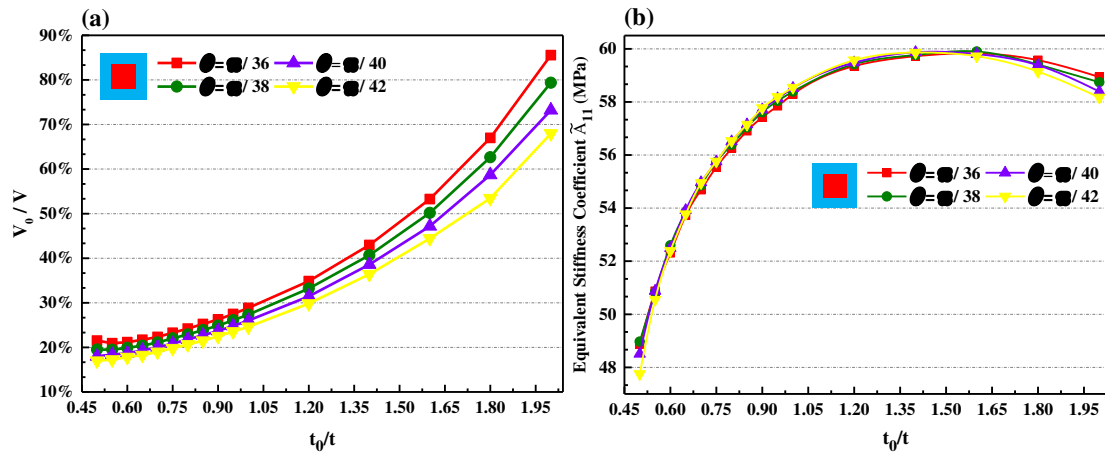 (a)
90%
80%
70%
60%
50%
40%
30%
20%
10%
V₀ / V
= / 36
= / 40
= / 38
= / 42
0.45 0.60 0.75 0.90 1.05 1.20 1.35 1.50 1.65 1.80 1.95
t₀/t
(b)
60
58
56
54
52
50
48
Equivalent Stiffness Coefficient Ã₁₁ (MPa)
= / 36
= / 40
= / 38
= / 42
0.45 0.60 0.75 0.90 1.05 1.20 1.35 1.50 1.65 1.80 1.95
t₀/t